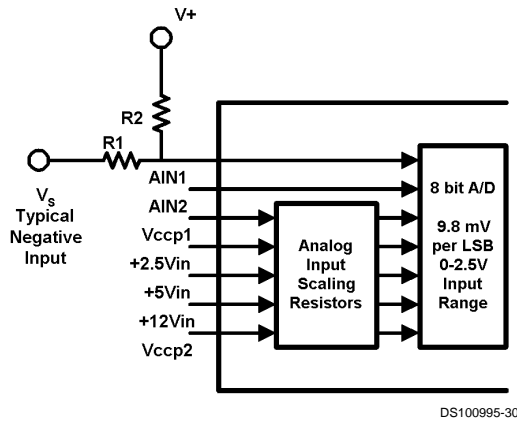 V+
R2
R1
Vs
Typical
Negative
Input
AIN1
AIN2
Vccp1
+2.5Vin
+5Vin
+12Vin
Vccp2
Analog
Input
Scaling
Resistors
8 bit A/D
9.8 mV
per LSB
0-2.5V
Input
Range
DS100995-30